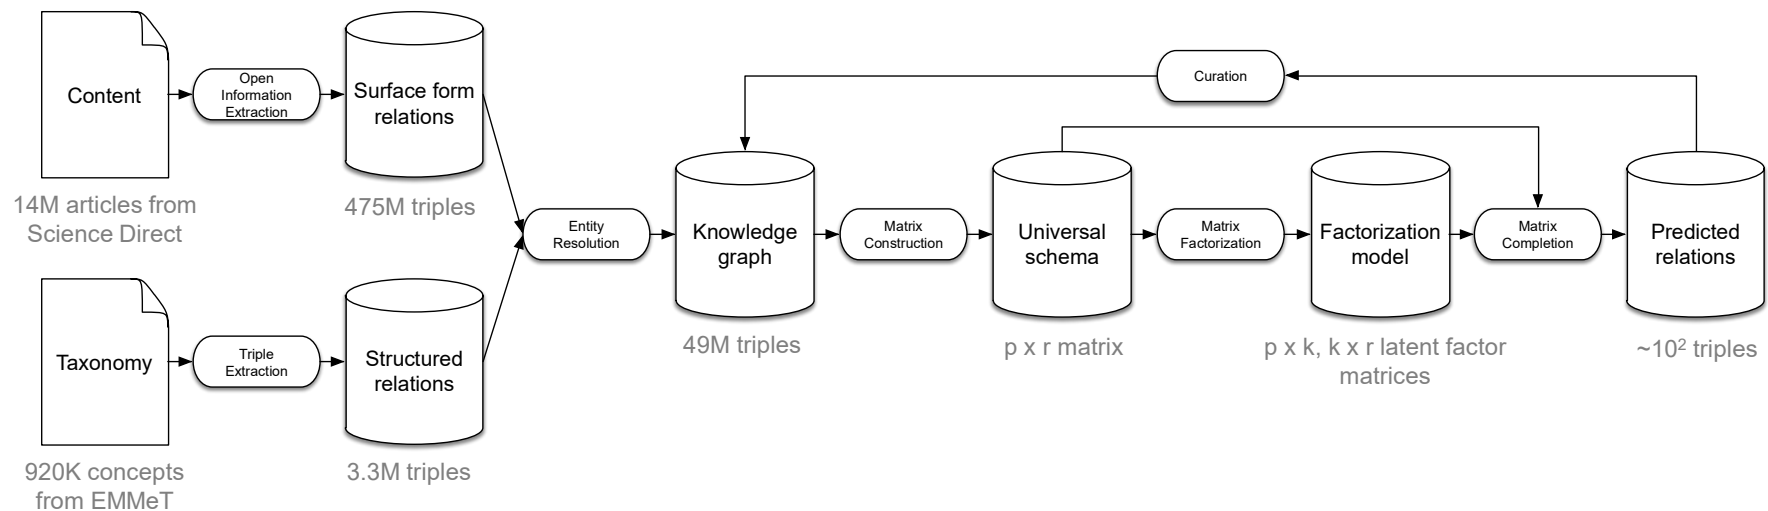 Content
Open
Information
Extraction
Surface form
relations
14M articles from
Science Direct
475M triples
Taxonomy
Triple
Extraction
Structured
relations
920K concepts
from EMMeT
3.3M triples
Entity
Resolution
Knowledge
graph
49M triples
Matrix
Construction
Universal
schema
p x r matrix
Matrix
Factorization
Factorization
model
p x k, k x r latent factor
matrices
Matrix
Completion
Predicted
relations
~10² triples
Curation